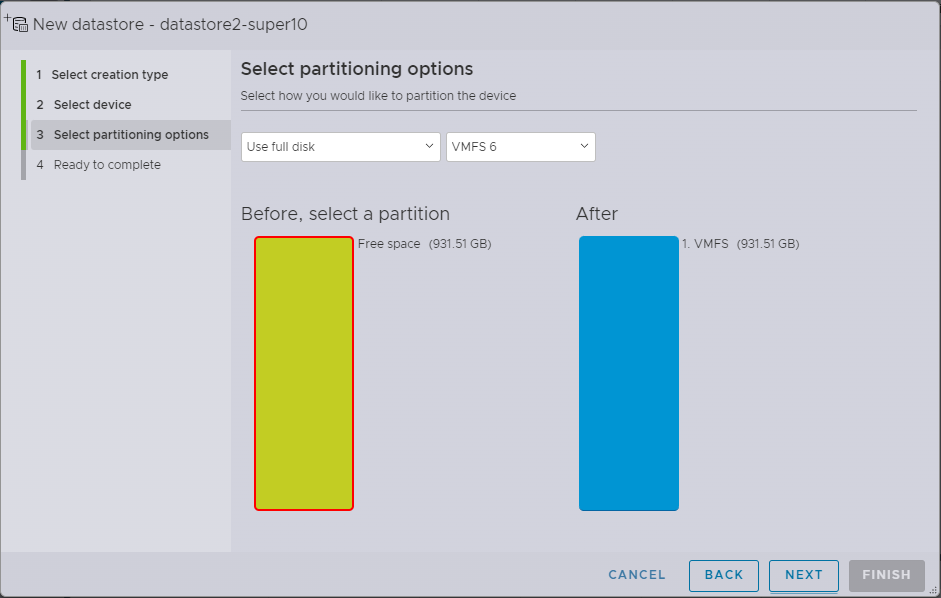 New datastore - datastore2-super10
1 Select creation type
2 Select device
3 Select partitioning options
4 Ready to complete
Select partitioning options
Select how you would like to partition the device
Use full disk
VMFS 6
Before, select a partition
Free space (931.51 GB)
After
1. VMFS (931.51 GB)
CANCEL
BACK
NEXT
FINISH